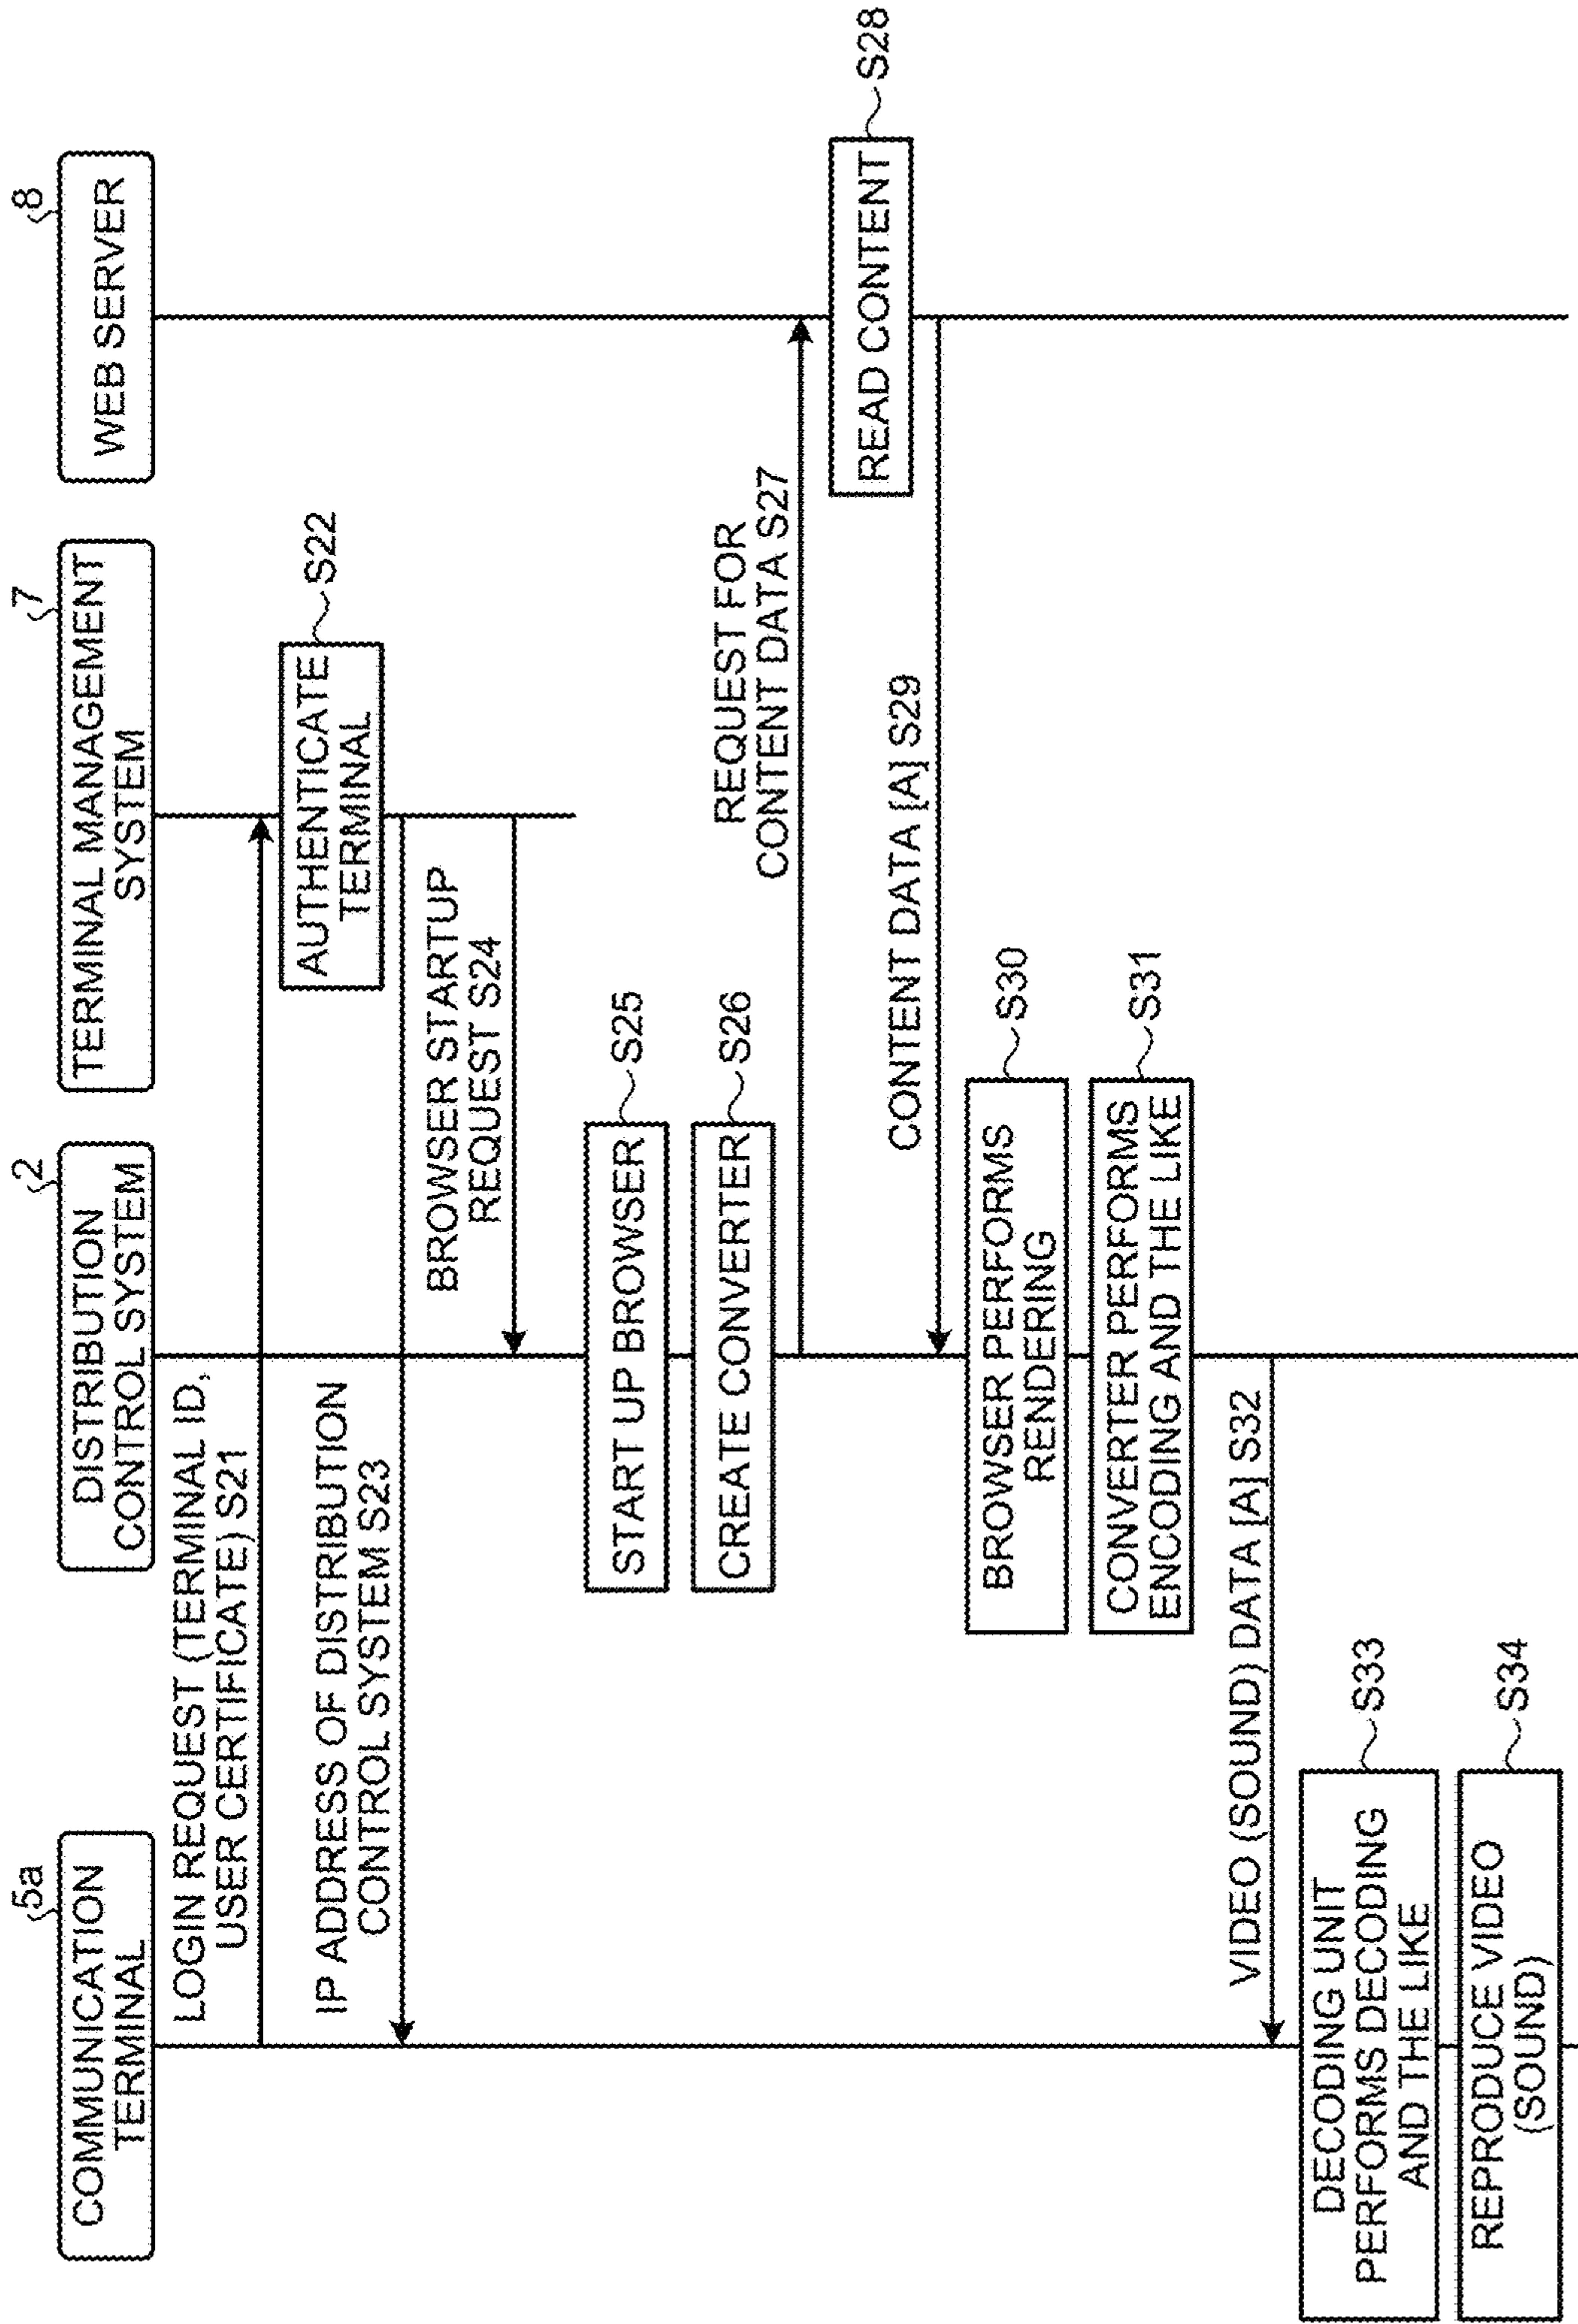 5a
COMMUNICATION
TERMINAL
2
DISTRIBUTION
CONTROL SYSTEM
7
TERMINAL MANAGEMENT
SYSTEM
8
WEB SERVER
LOGIN REQUEST (TERMINAL ID,
USER CERTIFICATE) S21
AUTHENTICATE
TERMINAL
S22
IP ADDRESS OF DISTRIBUTION
CONTROL SYSTEM S23
BROWSER STARTUP
REQUEST S24
START UP BROWSER
S25
CREATE CONVERTER
S26
REQUEST FOR
CONTENT DATA S27
READ CONTENT
S28
CONTENT DATA [A] S29
BROWSER PERFORMS
RENDERING
S30
CONVERTER PERFORMS
ENCODING AND THE LIKE
S31
VIDEO (SOUND) DATA [A] S32
DECODING UNIT
PERFORMS DECODING
AND THE LIKE
S33
REPRODUCE VIDEO
(SOUND)
S34